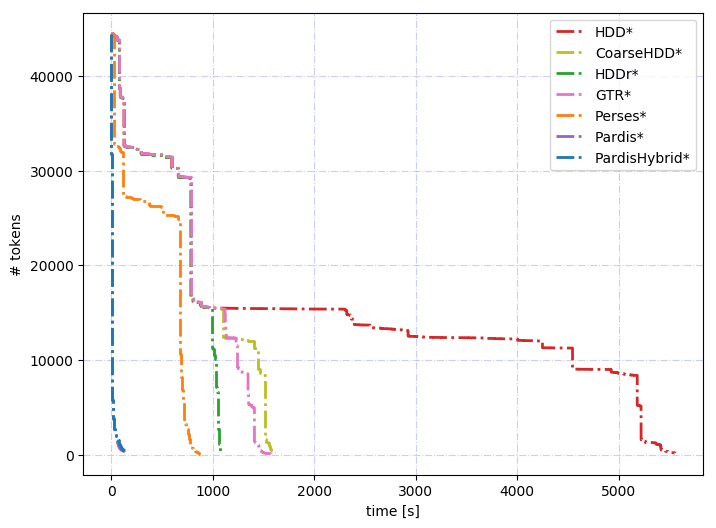 HDD*
CoarseHDD*
HDDr*
GTR*
Perses*
Pardis*
PardisHybrid*
40000
30000
20000
10000
0
# tokens
0 1000 2000 3000 4000 5000
time [s]